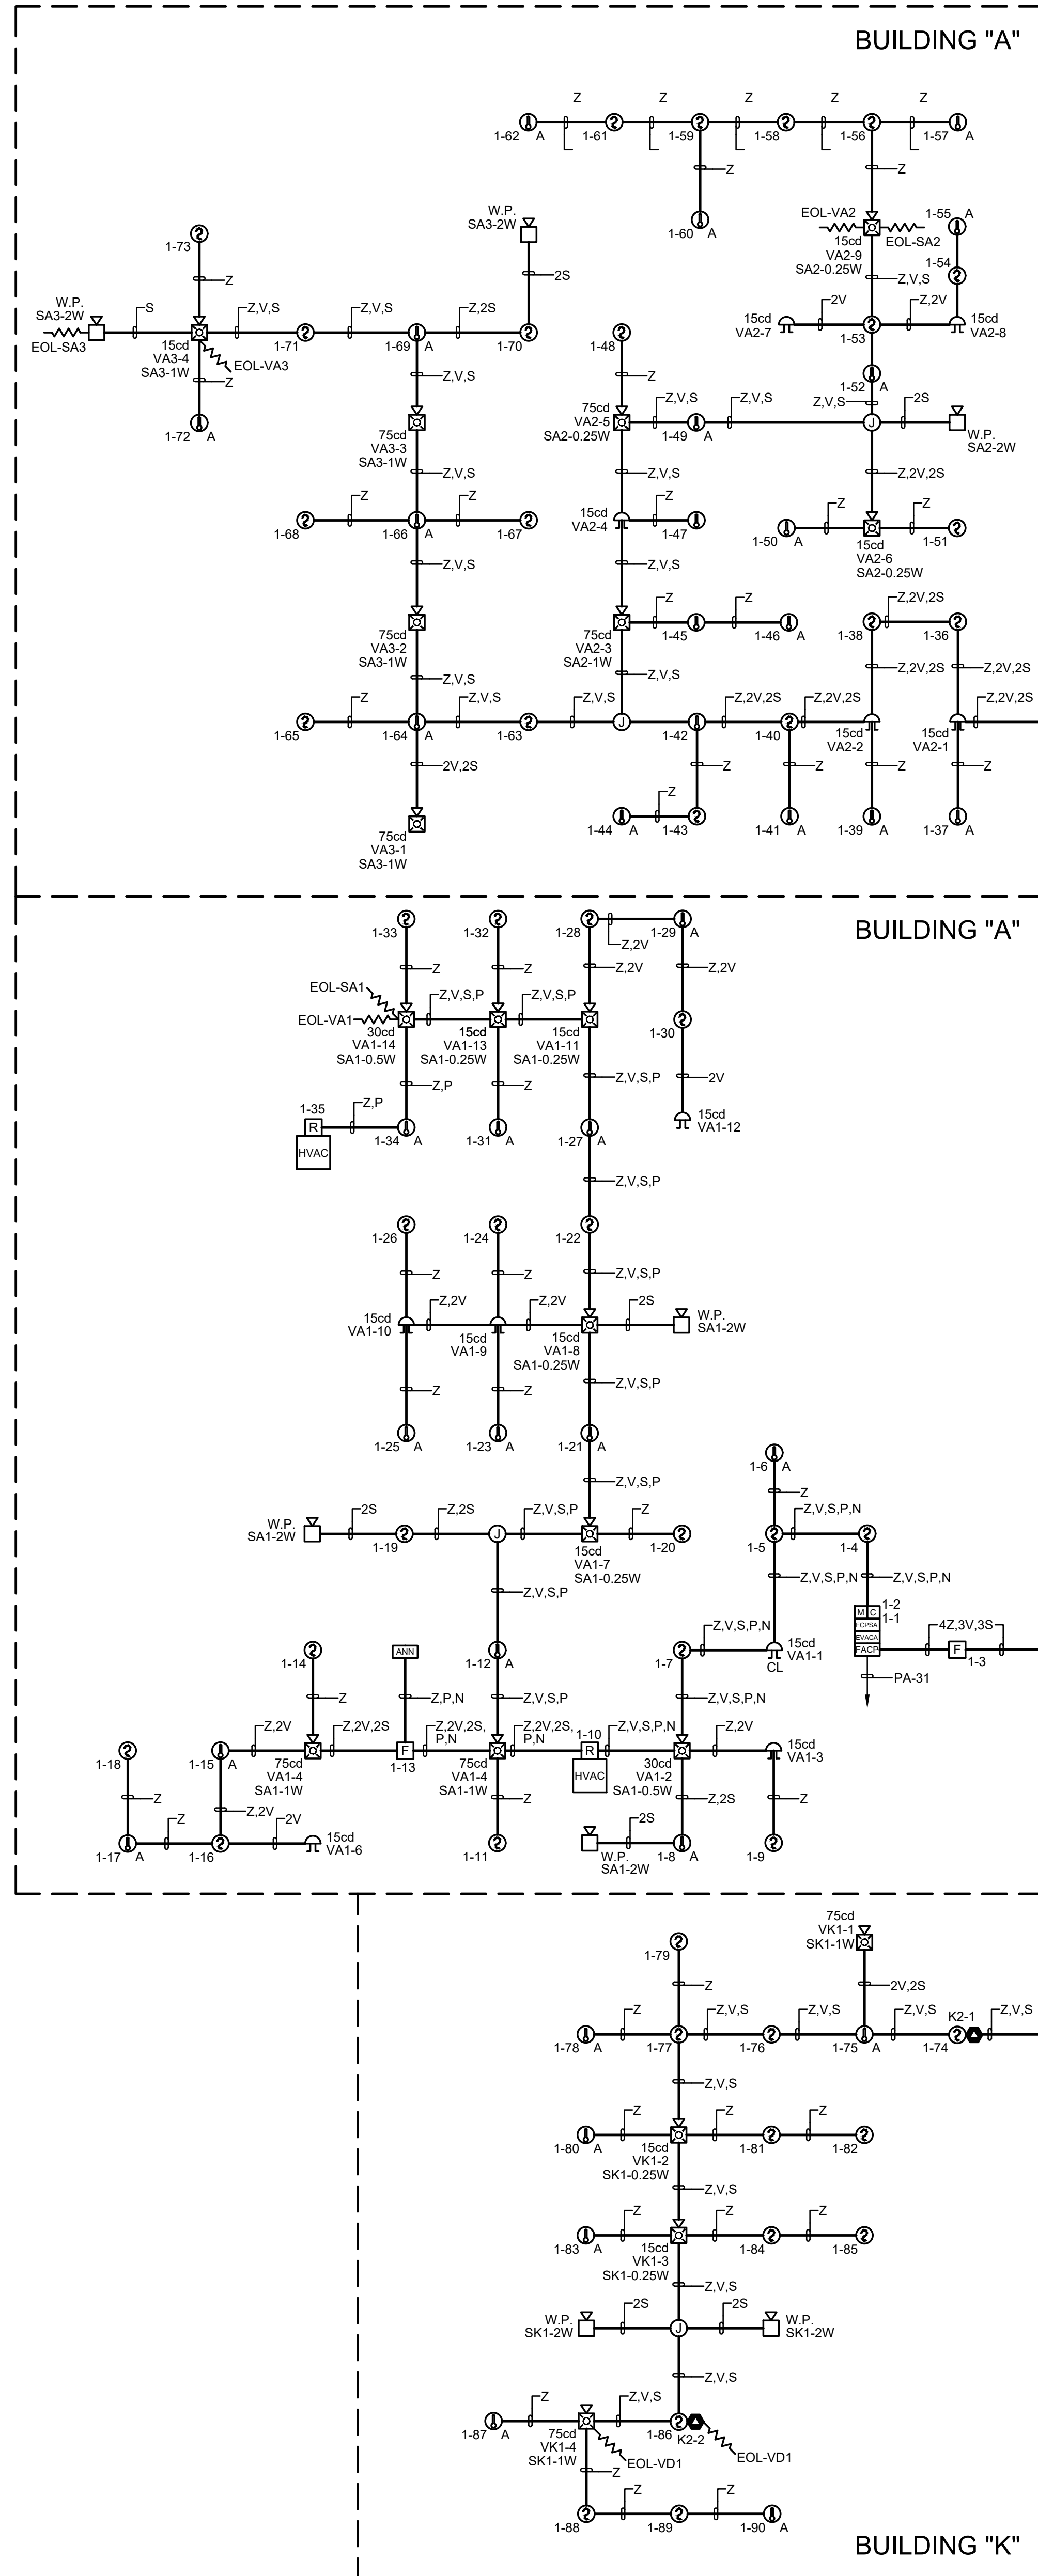 BUILDING "A"
Z
Z
Z
Z
Z
1-62
A
1-61
1-59
1-58
1-56
1-57
A
Z
Z
1-60
A
EOL-VA2
1-55
A
EOL-SA2
15cd
VA2-9
SA2-0.25W
1-54
Z,V,S
W.P.
SA3-2W
1-73
Z
2S
W.P.
SA3-2W
EOL-SA3
S
Z,V,S
Z,V,S
Z,2S
15cd
VA3-4
SA3-1W
1-71
1-69
A
1-70
EOL-VA3
Z
1-72
A
Z,V,S
2V
Z,2V
15cd
VA2-7
1-53
15cd
VA2-8
1-48
Z
1-52
A
Z,V,S
2S
75cd
VA2-5
SA2-0.25W
Z,V,S
1-49
A
Z,V,S
J
W.P.
SA2-2W
75cd
VA3-3
SA3-1W
Z,V,S
Z,V,S
Z,2V,2S
Z
Z
1-68
1-66
A
1-67
15cd
VA2-4
Z
1-47
Z
Z
1-50
A
15cd
VA2-6
SA2-0.25W
1-51
Z,V,S
Z,V,S
75cd
VA3-2
SA3-1W
75cd
VA2-3
SA2-1W
Z
1-45
Z
1-46
A
1-38
Z,2V,2S
1-36
Z,V,S
Z,V,S
Z,2V,2S
Z,2V,2S
Z
Z,V,S
Z,V,S
Z,2V,2S
Z,2V,2S
Z,2V,2S
1-65
1-64
A
1-63
J
1-42
1-40
15cd
VA2-2
15cd
VA2-1
2V,2S
Z
Z
Z
Z
Z
1-44
A
1-43
1-41
A
1-39
A
1-37
A
75cd
VA3-1
SA3-1W
BUILDING "A"
1-33
1-32
1-28
1-29
A
Z,2V
Z
Z
Z,2V
Z,2V
EOL-SA1
EOL-VA1
Z,V,S,P
Z,V,S,P
30cd
VA1-14
SA1-0.5W
15cd
VA1-13
SA1-0.25W
15cd
VA1-11
SA1-0.25W
1-30
Z,P
Z
Z,V,S,P
2V
1-35
Z,P
R
HVAC
1-34
A
1-31
A
1-27
A
15cd
VA1-12
Z,V,S,P
1-26
1-24
1-22
Z
Z
Z,V,S,P
Z,2V
Z,2V
2S
15cd
VA1-10
15cd
VA1-9
15cd
VA1-8
SA1-0.25W
W.P.
SA1-2W
Z
Z
Z,V,S,P
1-25
A
1-23
A
1-21
A
1-6
A
Z,V,S,P
Z
2S
Z,2S
Z,V,S,P
Z
Z,V,S,P,N
W.P.
SA1-2W
1-19
J
15cd
VA1-7
SA1-0.25W
1-20
1-5
1-4
Z,V,S,P
Z,V,S,P,N
Z,V,S,P,N
M
C
1-2
FCPSA
1-1
EVACA
FACP
Z,V,S,P,N
4Z,3V,3S
1-14
ANN
1-12
A
1-7
15cd
VA1-1
CL
F
1-3
Z
Z,P,N
Z,V,S,P
Z,V,S,P,N
PA-31
Z,2V
Z,2V,2S
Z,2V,2S,
P,N
Z,2V,2S,
P,N
1-10
Z,V,S,P,N
Z,2V
1-18
1-15
A
75cd
VA1-4
SA1-1W
F
1-13
75cd
VA1-4
SA1-1W
R
HVAC
30cd
VA1-2
SA1-0.5W
15cd
VA1-3
Z
Z,2V
Z
Z,2S
Z
Z
2V
2S
1-17
A
1-16
15cd
VA1-6
1-11
W.P.
SA1-2W
1-8
A
1-9
75cd
VK1-1
SK1-1W
1-79
Z
2V,2S
Z
Z,V,S
Z,V,S
Z,V,S
K2-1
Z,V,S
1-78
A
1-77
1-76
1-75
A
1-74
Z,V,S
Z
Z
Z
1-80
A
15cd
VK1-2
SK1-0.25W
1-81
1-82
Z,V,S
Z
Z
Z
1-83
A
15cd
VK1-3
SK1-0.25W
1-84
1-85
Z,V,S
2S
2S
W.P.
SK1-2W
J
W.P.
SK1-2W
Z,V,S
Z
Z,V,S
1-87
A
75cd
VK1-4
SK1-1W
1-86
K2-2
EOL-VD1
EOL-VD1
Z
Z
Z
1-88
1-89
1-90
A
BUILDING "K"